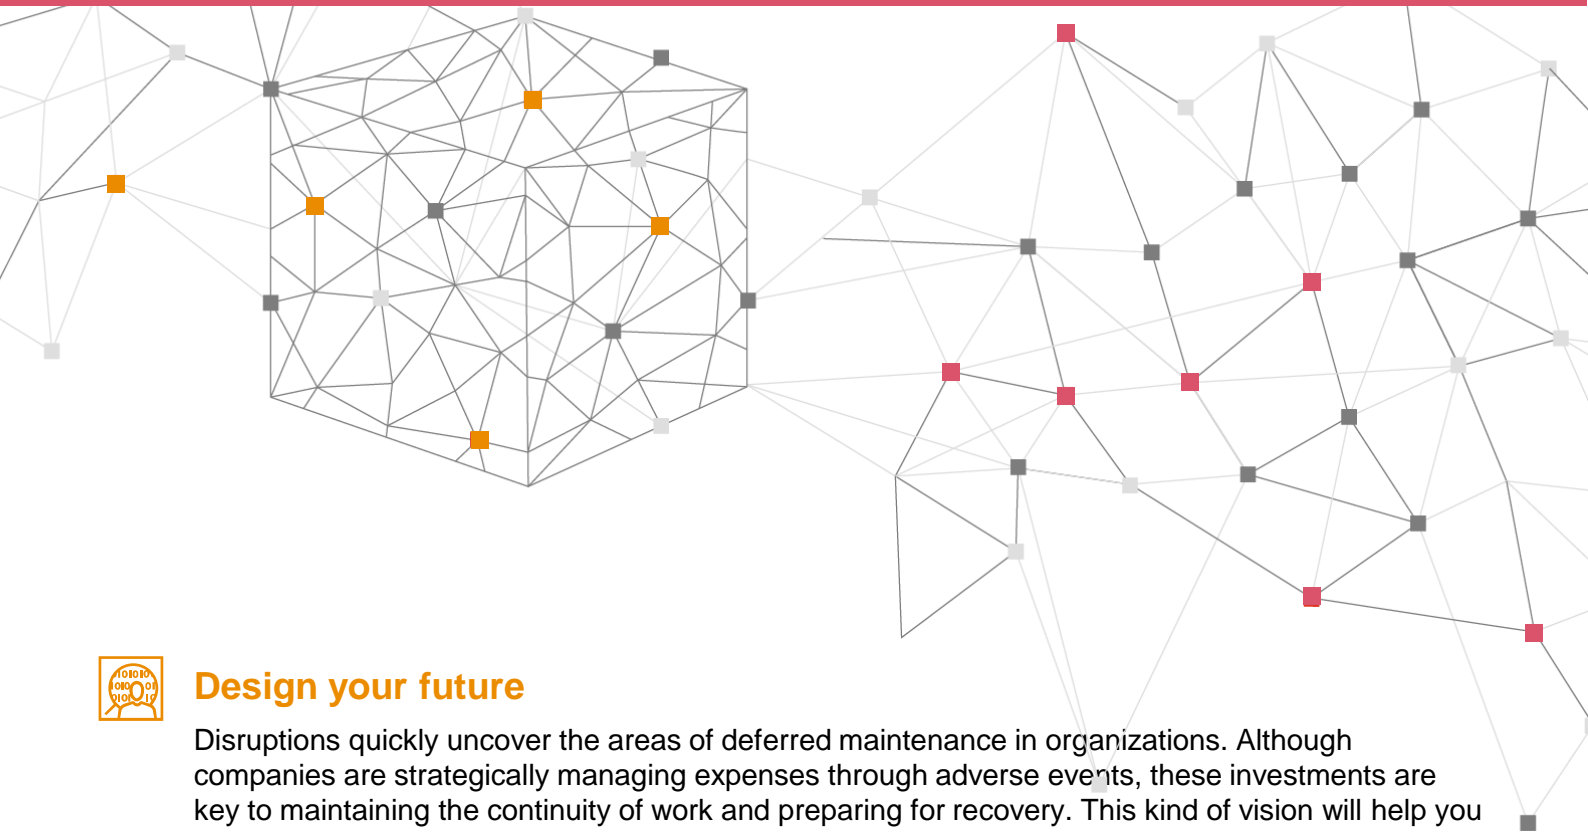 Design your future
Disruptions quickly uncover the areas of deferred maintenance in organizations. Although
companies are strategically managing expenses through adverse events, these investments are
key to maintaining the continuity of work and preparing for recovery. This kind of vision will help you